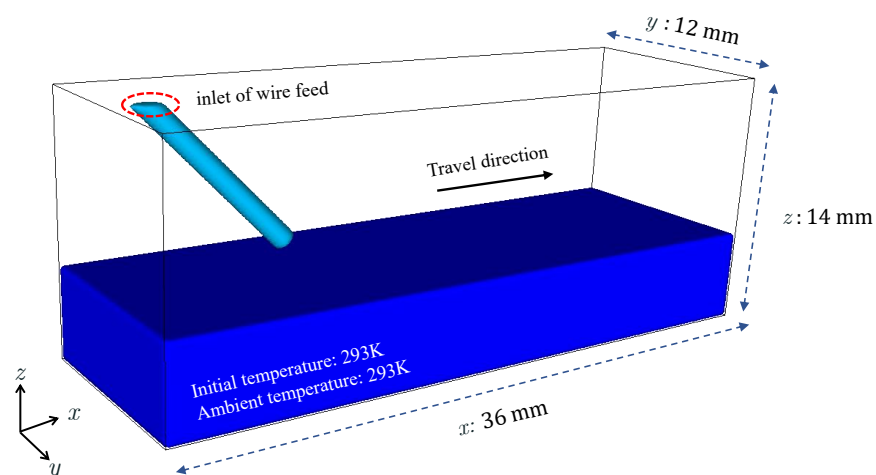 y : 12 mm
inlet of wire feed
Travel direction
z : 14 mm
Initial temperature: 293K
Ambient temperature: 293K
x: 36 mm
z
x
y